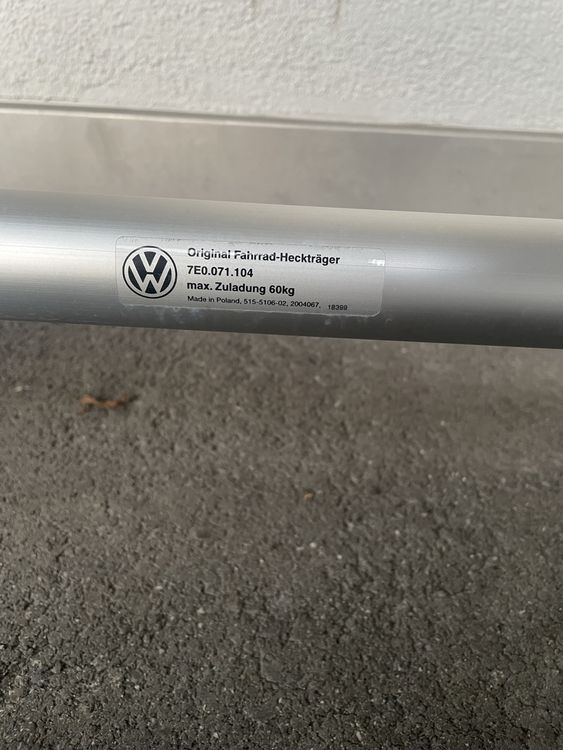 Original Fahrrad-Heckträger
7E0.071.104
max. Zuladung 60kg
Made in Poland, 515-5106-02, 2004067, 18399